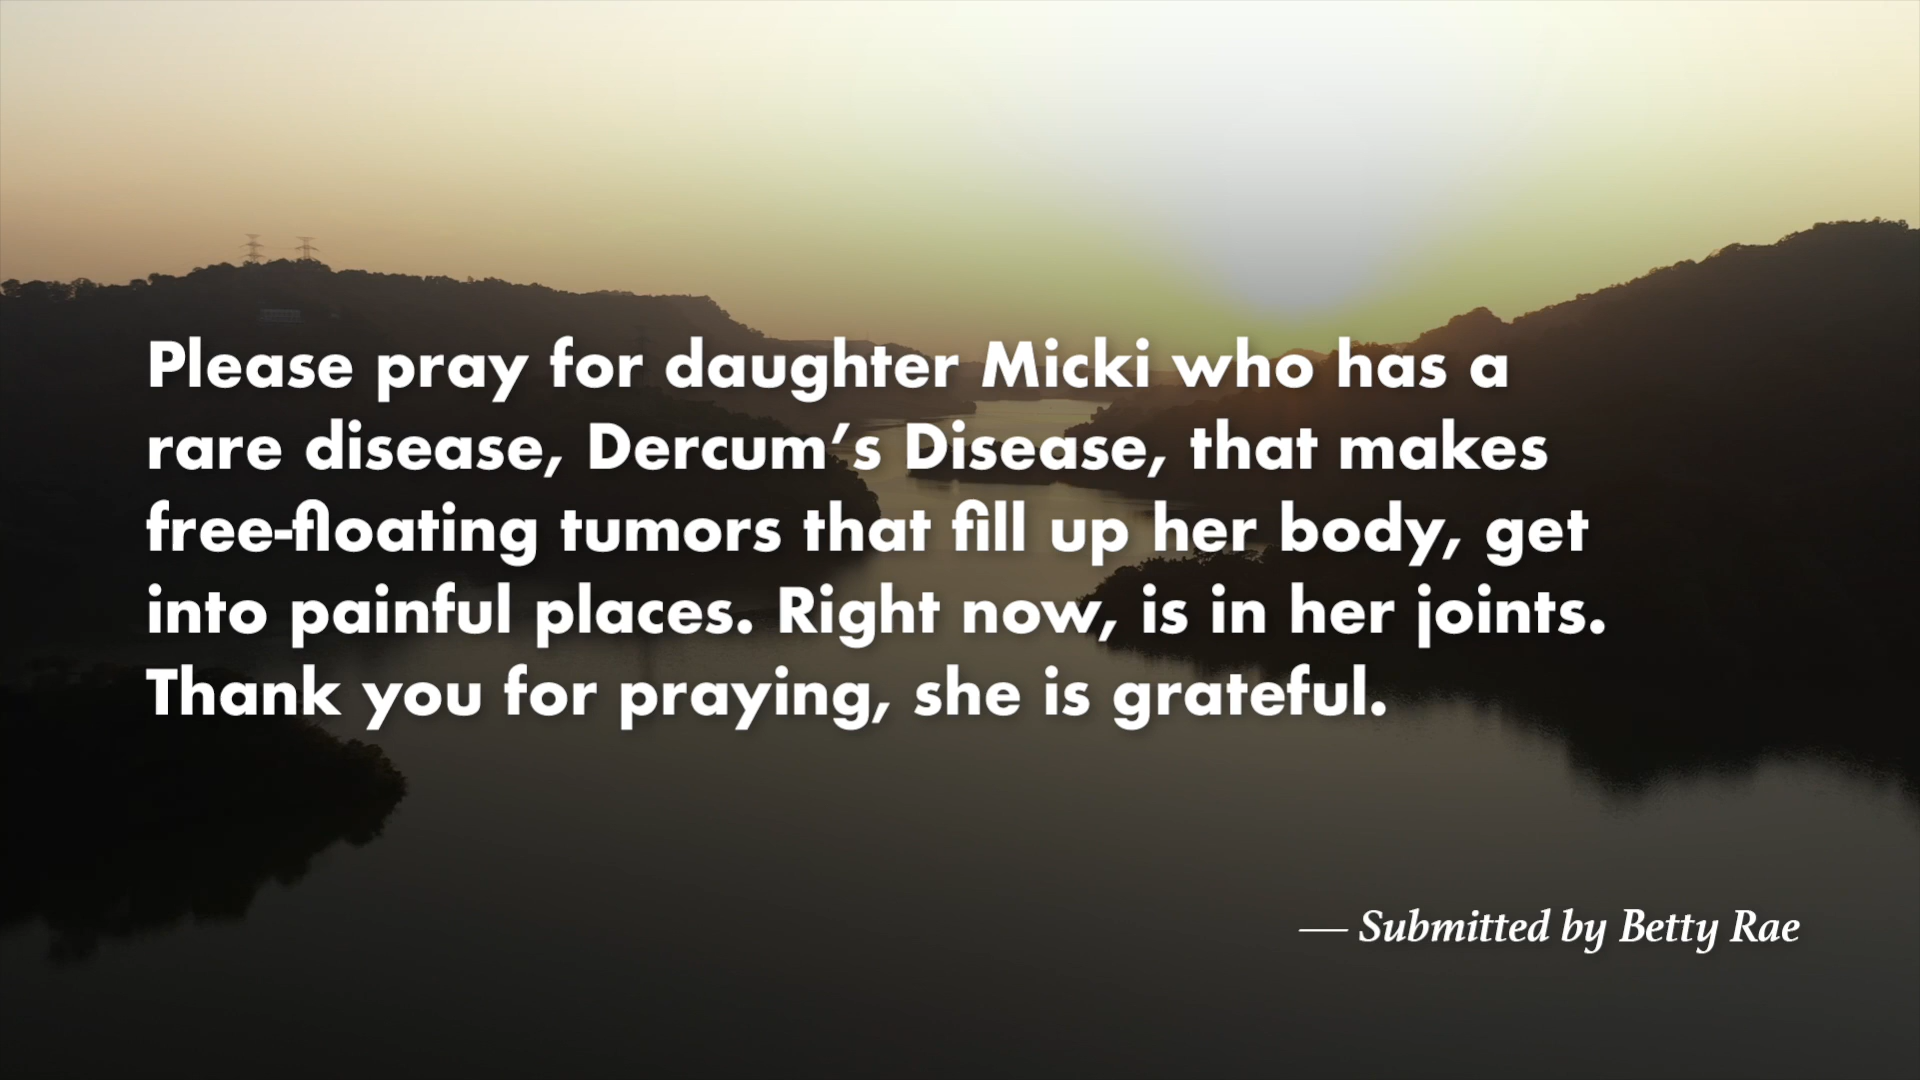 Please pray for daughter Micki who has a
rare disease, Dercum’s Disease, that makes
free-floating tumors that fill up her body, get
into painful places. Right now, is in her joints.
Thank you for praying, she is grateful.
— Submitted by Betty Rae